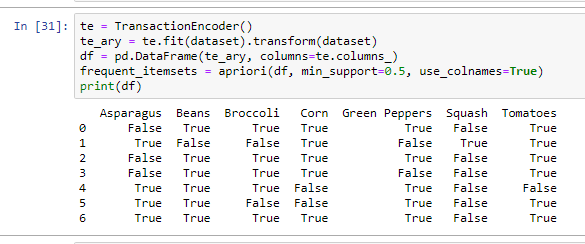 In [31]: te = TransactionEncoder()
te_ary = te.fit(dataset).transform(dataset)
df = pd.DataFrame(te_ary, columns=te.columns_)
frequent_itemsets = apriori(df, min_support=0.5, use_colnames=True)
print(df)
Asparagus Beans Broccoli Corn Green Peppers Squash Tomatoes
0 False True True True True False True
1 True False False True False True True
2 False True True True True False True
3 False True True True False False True
4 True True True False True False False
5 True True False False True False True
6 True True True True True False True